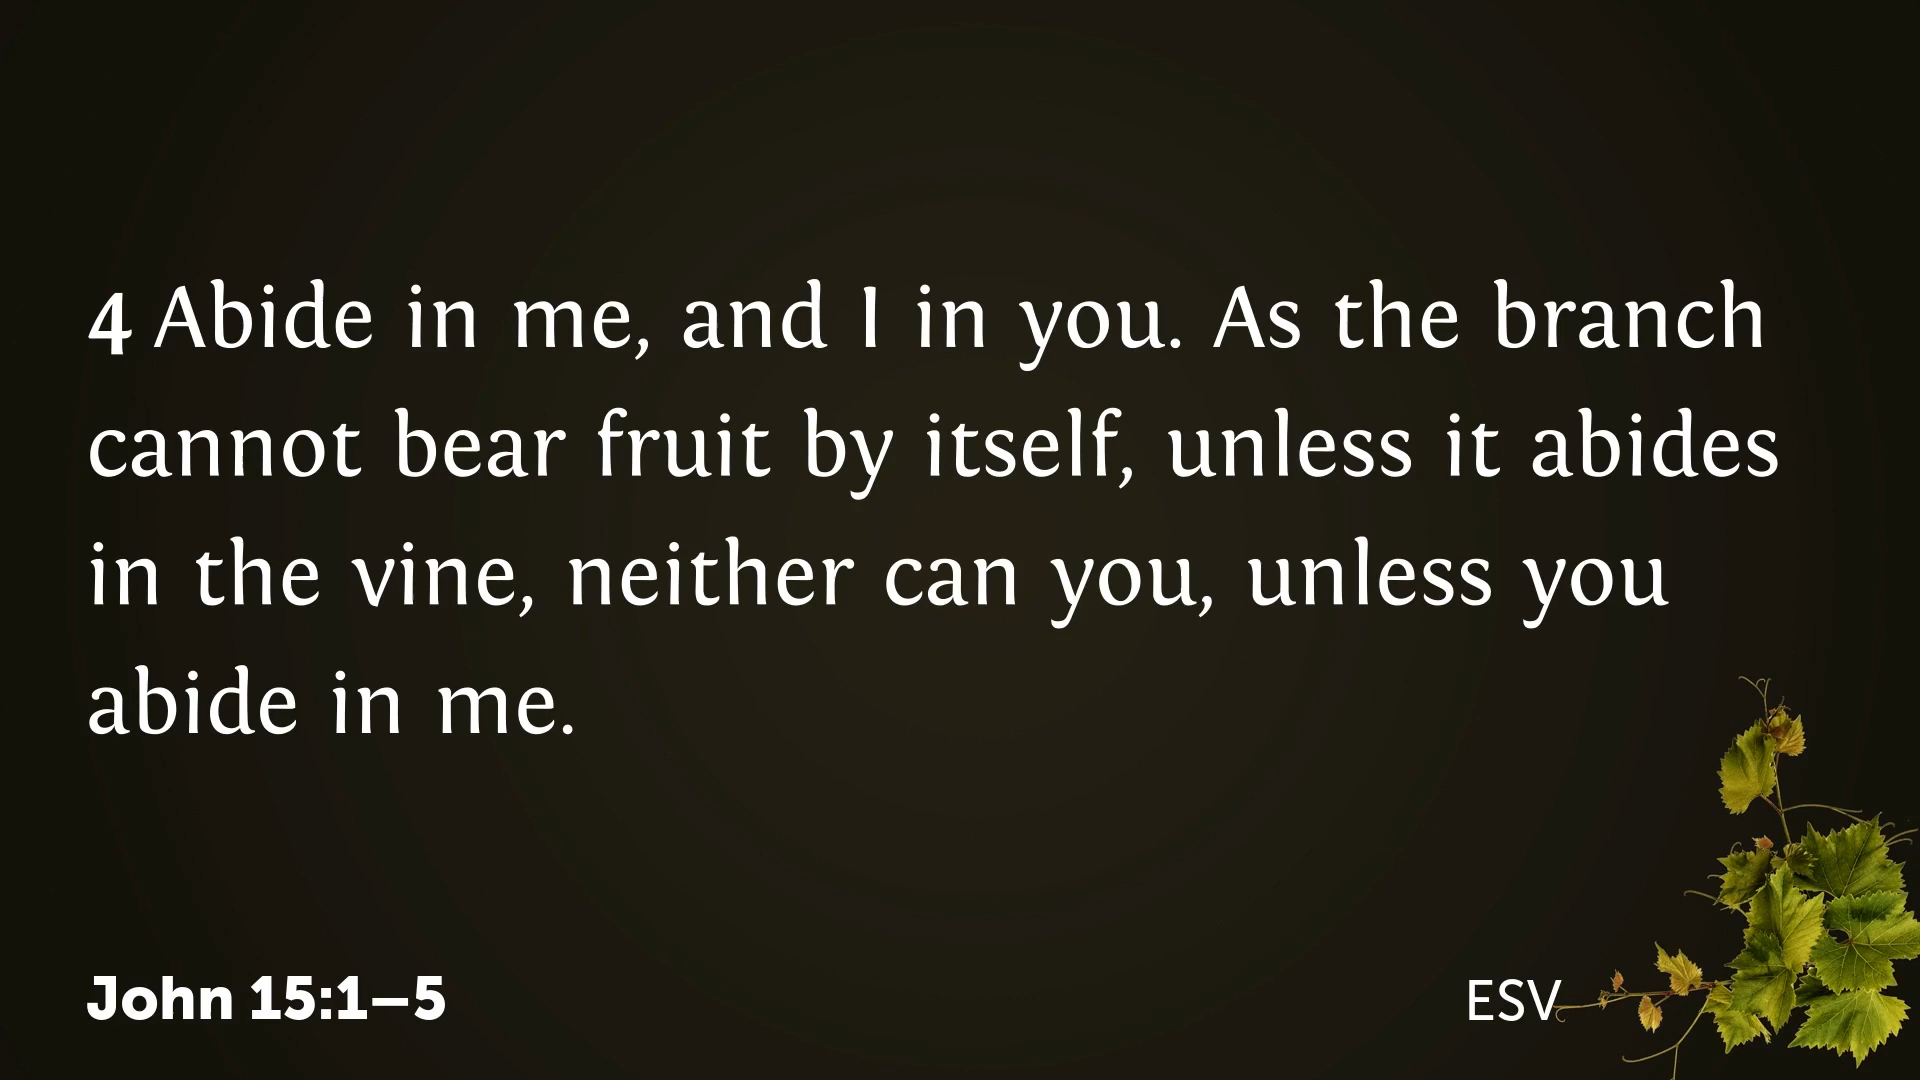 4 Abide in me, and I in you. As the branch
cannot bear fruit by itself, unless it abides
in the vine, neither can you, unless you
abide in me.
John 15:1–5
ESV